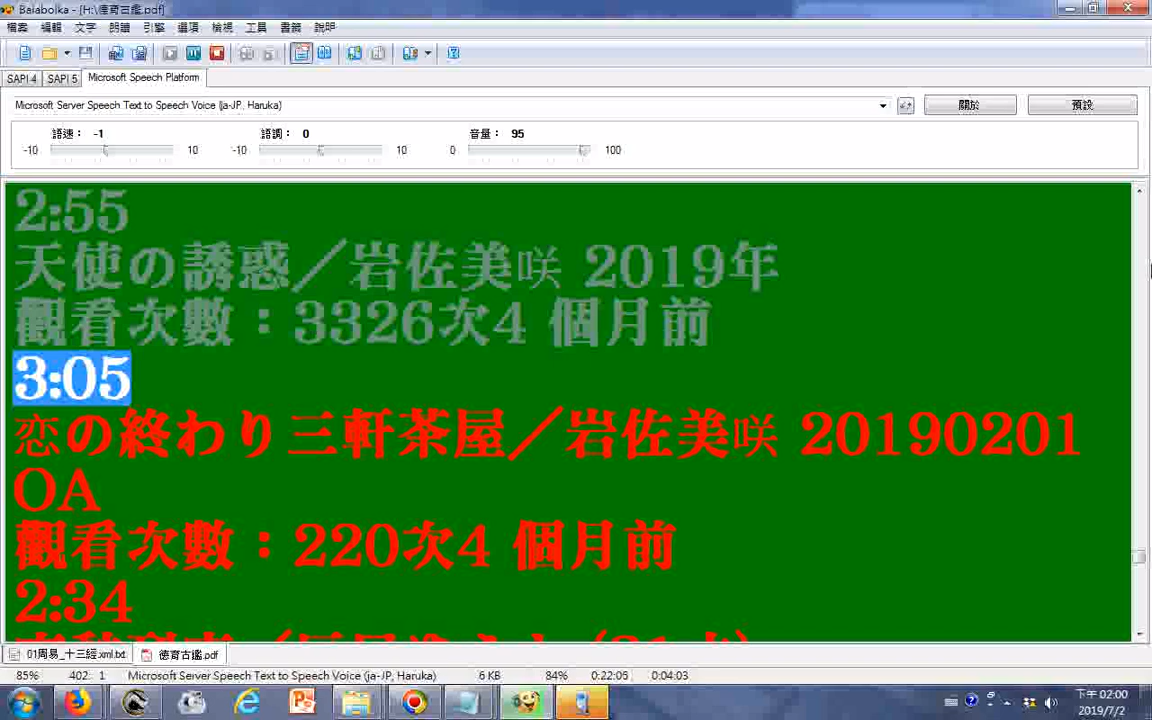 Balabolka - [H:\德育古鑑.pdf]
檔案 編輯 文字 朗讀 引擎 選項 檢視 工具 書籤 說明
SAPI 4 SAPI 5 Microsoft Speech Platform
Microsoft Server Speech Text to Speech Voice (ja-JP, Haruka) 關於 預設
語速： -1 語調： 0 音量： 95
-10 10 -10 10 0 100
2:55
天使の誘惑／岩佐美咲 2019年
觀看次數：3326次4 個月前
3:05
恋の終わり三軒茶屋／岩佐美咲 20190201
OA
觀看次數：220次4 個月前
2:34
01周易_十三經.xml.txt 德育古鑑.pdf
85% 402: 1 Microsoft Server Speech Text to Speech Voice (ja-JP, Haruka) 6 KB 84% 0:22:05 0:04:03
下午 02:00
2019/7/2